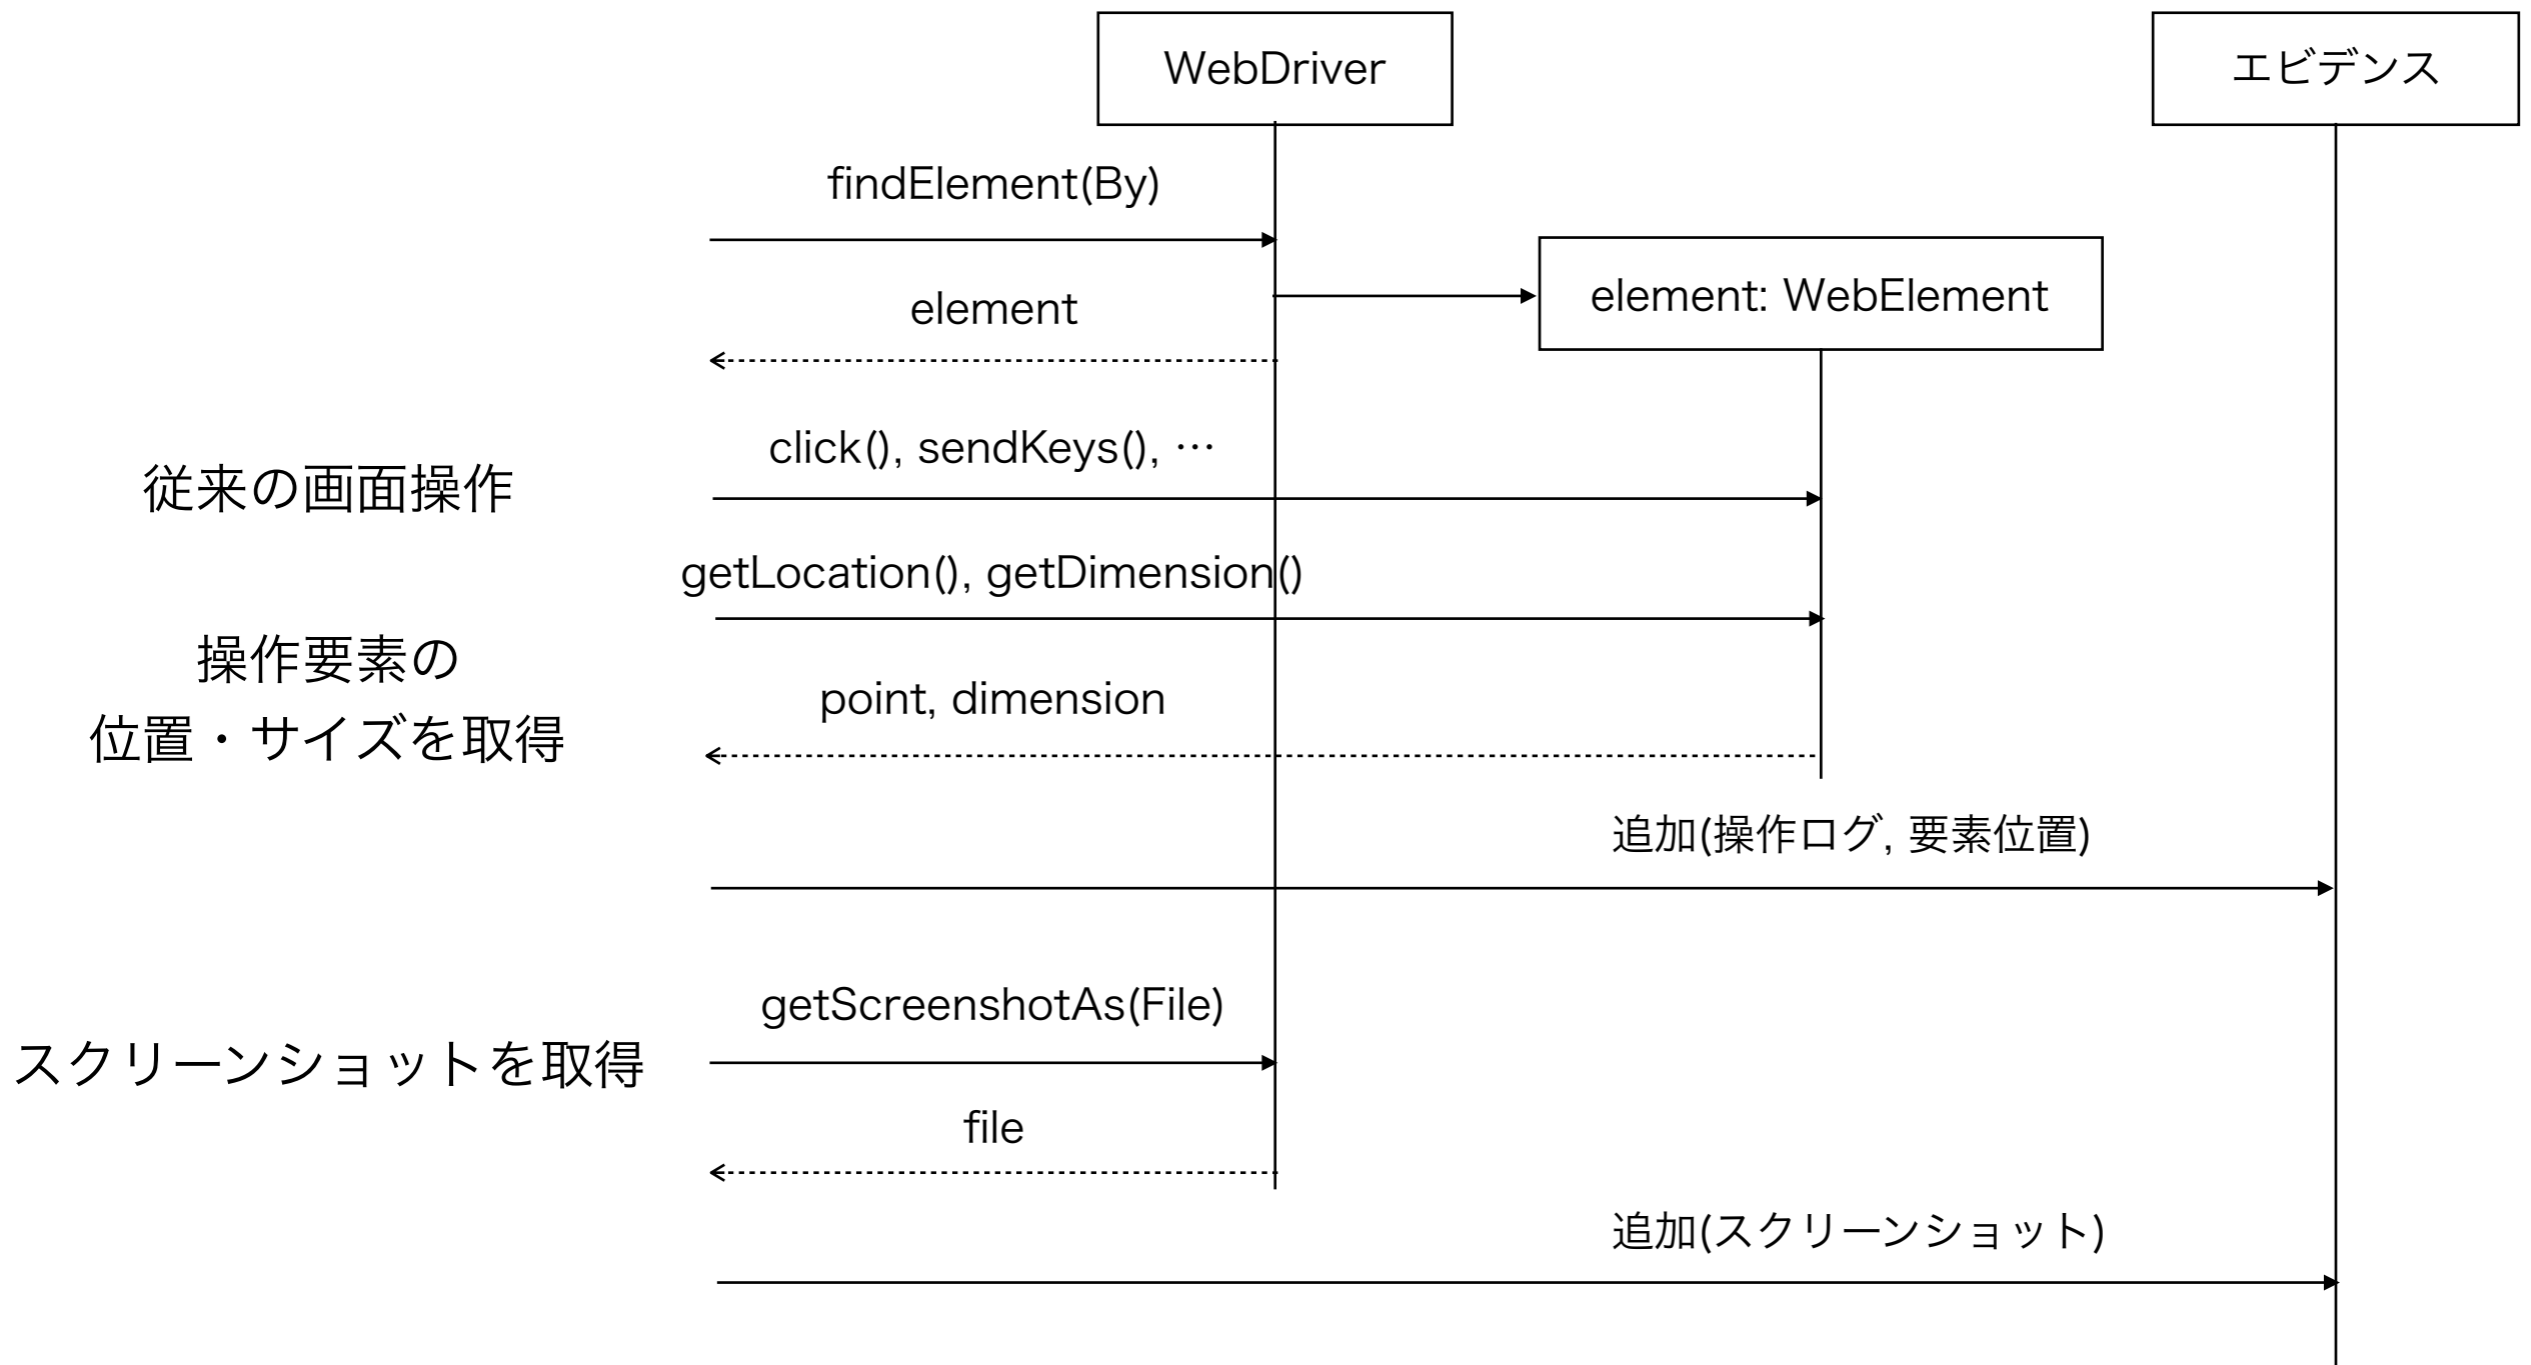 WebDriver
エビデンス
findElement(By)
element: WebElement
element
click(), sendKeys(), …
従来の画面操作
getLocation(), getDimension()
操作要素の
位置・サイズを取得
point, dimension
追加(操作ログ, 要素位置)
getScreenshotAs(File)
スクリーンショットを取得
file
追加(スクリーンショット)